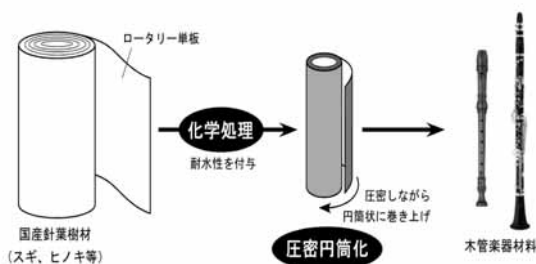 ロータリー単板
化学処理
耐水性を付与
圧密しながら
円筒状に巻き上げ
国産針葉樹材
(スギ、ヒノキ等)
圧密円筒化
木管楽器材料